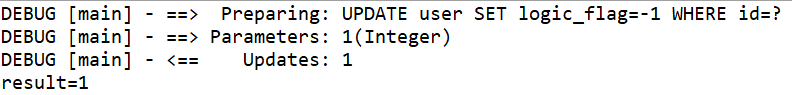 DEBUG [main] - ==>  Preparing: UPDATE user SET logic_flag=-1 WHERE id=?
DEBUG [main] - ==> Parameters: 1(Integer)
DEBUG [main] - <==    Updates: 1
result=1